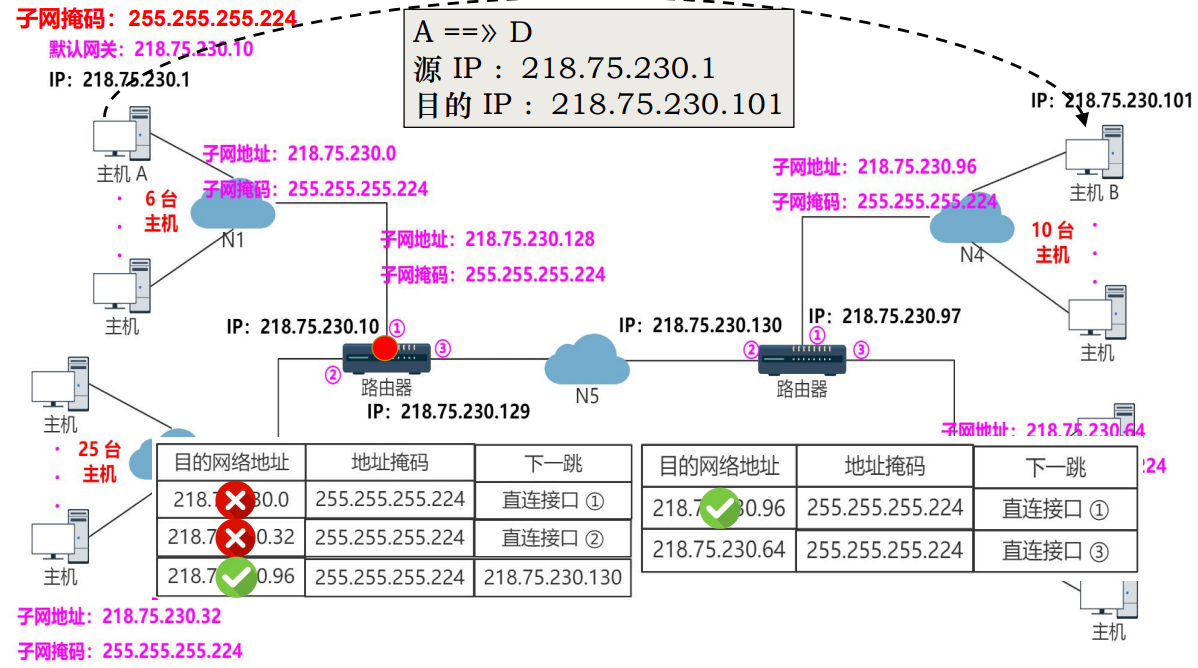 子网掩码：255.255.255.224
默认网关：218.75.230.10
IP：218.75.230.1
A ==» D
源 IP ：218.75.230.1
目的 IP ：218.75.230.101
IP：218.75.230.101
主机 A
6 台
主机
主机
子网地址：218.75.230.0
子网掩码：255.255.255.224
N1
子网地址：218.75.230.128
子网掩码：255.255.255.224
子网地址：218.75.230.96
子网掩码：255.255.255.224
N4
主机 B
10 台
主机
主机
IP：218.75.230.10
①
②
③
路由器
IP：218.75.230.129
N5
IP：218.75.230.130
IP：218.75.230.97
①
②
③
路由器
主机
25 台
主机
主机
子网地址：218.75.230.64
224
主机
目的网络地址 地址掩码 下一跳
218. 30.0 255.255.255.224 直连接口 ①
218.7 0.32 255.255.255.224 直连接口 ②
218.7 0.96 255.255.255.224 218.75.230.130
目的网络地址 地址掩码 下一跳
218.7 30.96 255.255.255.224 直连接口 ①
218.75.230.64 255.255.255.224 直连接口 ③
子网地址：218.75.230.32
子网掩码：255.255.255.224